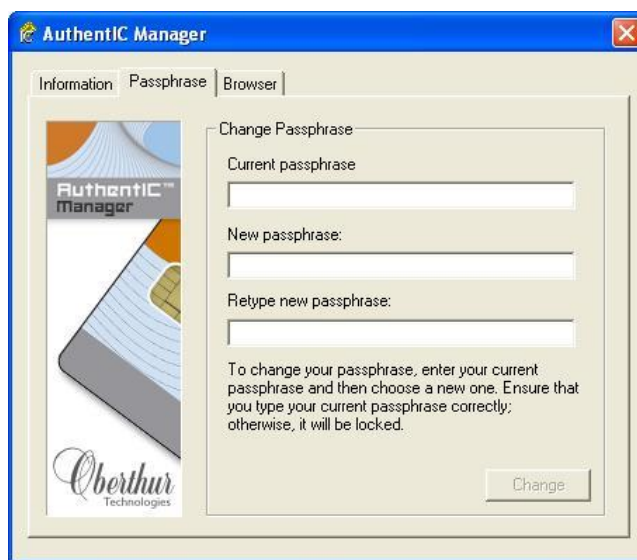 AuthentIC Manager
Information Passphrase Browser
AuthentIC™
Manager
Oberthur
Technologies
Change Passphrase
Current passphrase
New passphrase:
Retype new passphrase:
To change your passphrase, enter your current
passphrase and then choose a new one. Ensure that
you type your current passphrase correctly;
otherwise, it will be locked.
Change